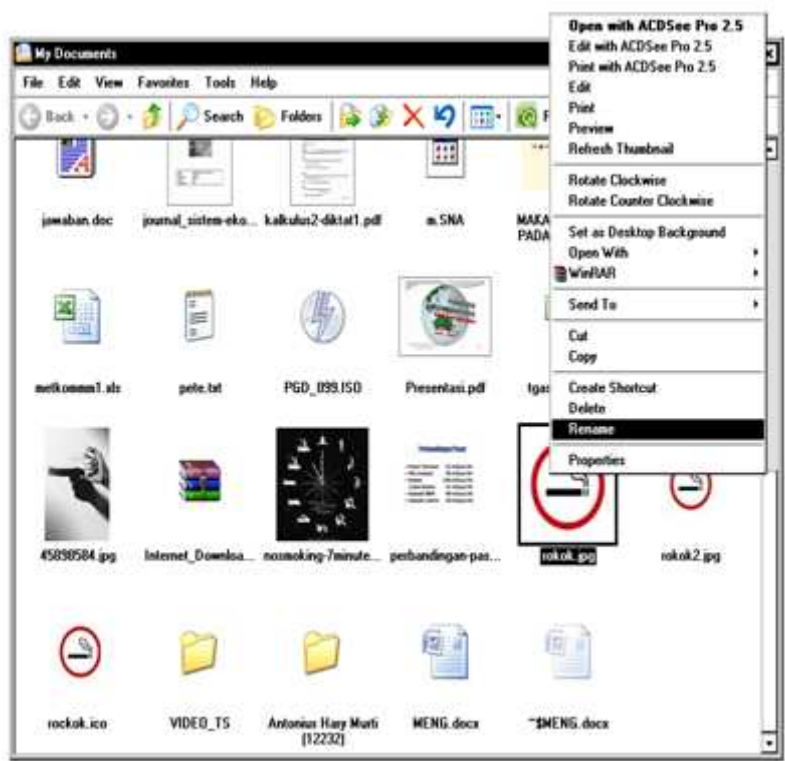 My Documents
File Edit View Favorites Tools Help
Back Search Folders
jawaban.doc journal_sistem-eko... kalkulus2-diktat1.pdf m.SNA
metkommm1.xls pete.txt PGD_099.ISO Presentasi.pdf
45898584.jpg Internet_Downloa... nosmoking-7minute... perbandingan-pas... rokok.jpg rokok2.jpg
rockok.ico VIDEO_TS Antonius Hary Murti MENG.docx ~$MENG.docx
(12232)
Open with ACDSee Pro 2.5
Edit with ACDSee Pro 2.5
Print with ACDSee Pro 2.5
Edit
Print
Preview
Refresh Thumbnail
Rotate Clockwise
Rotate Counter Clockwise
Set as Desktop Background
Open With
WinRAR
Send To
Cut
Copy
Create Shortcut
Delete
Rename
Properties